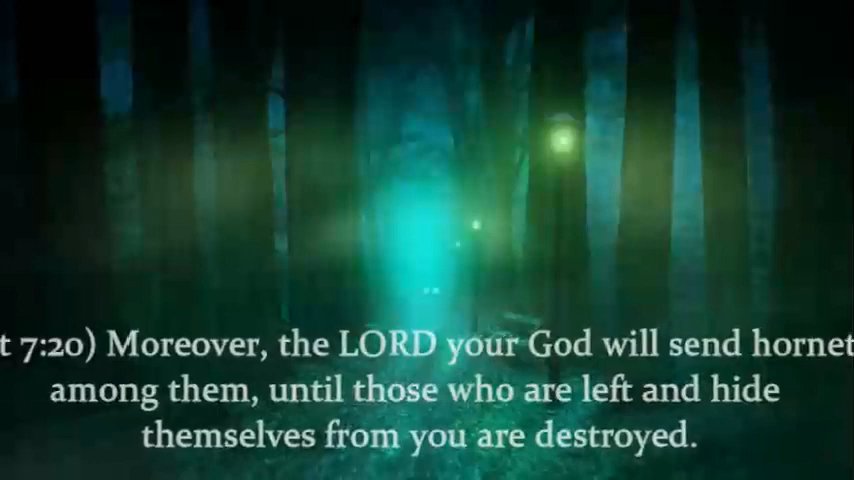 t 7:20) Moreover, the LORD your God will send hornet
among them, until those who are left and hide
themselves from you are destroyed.